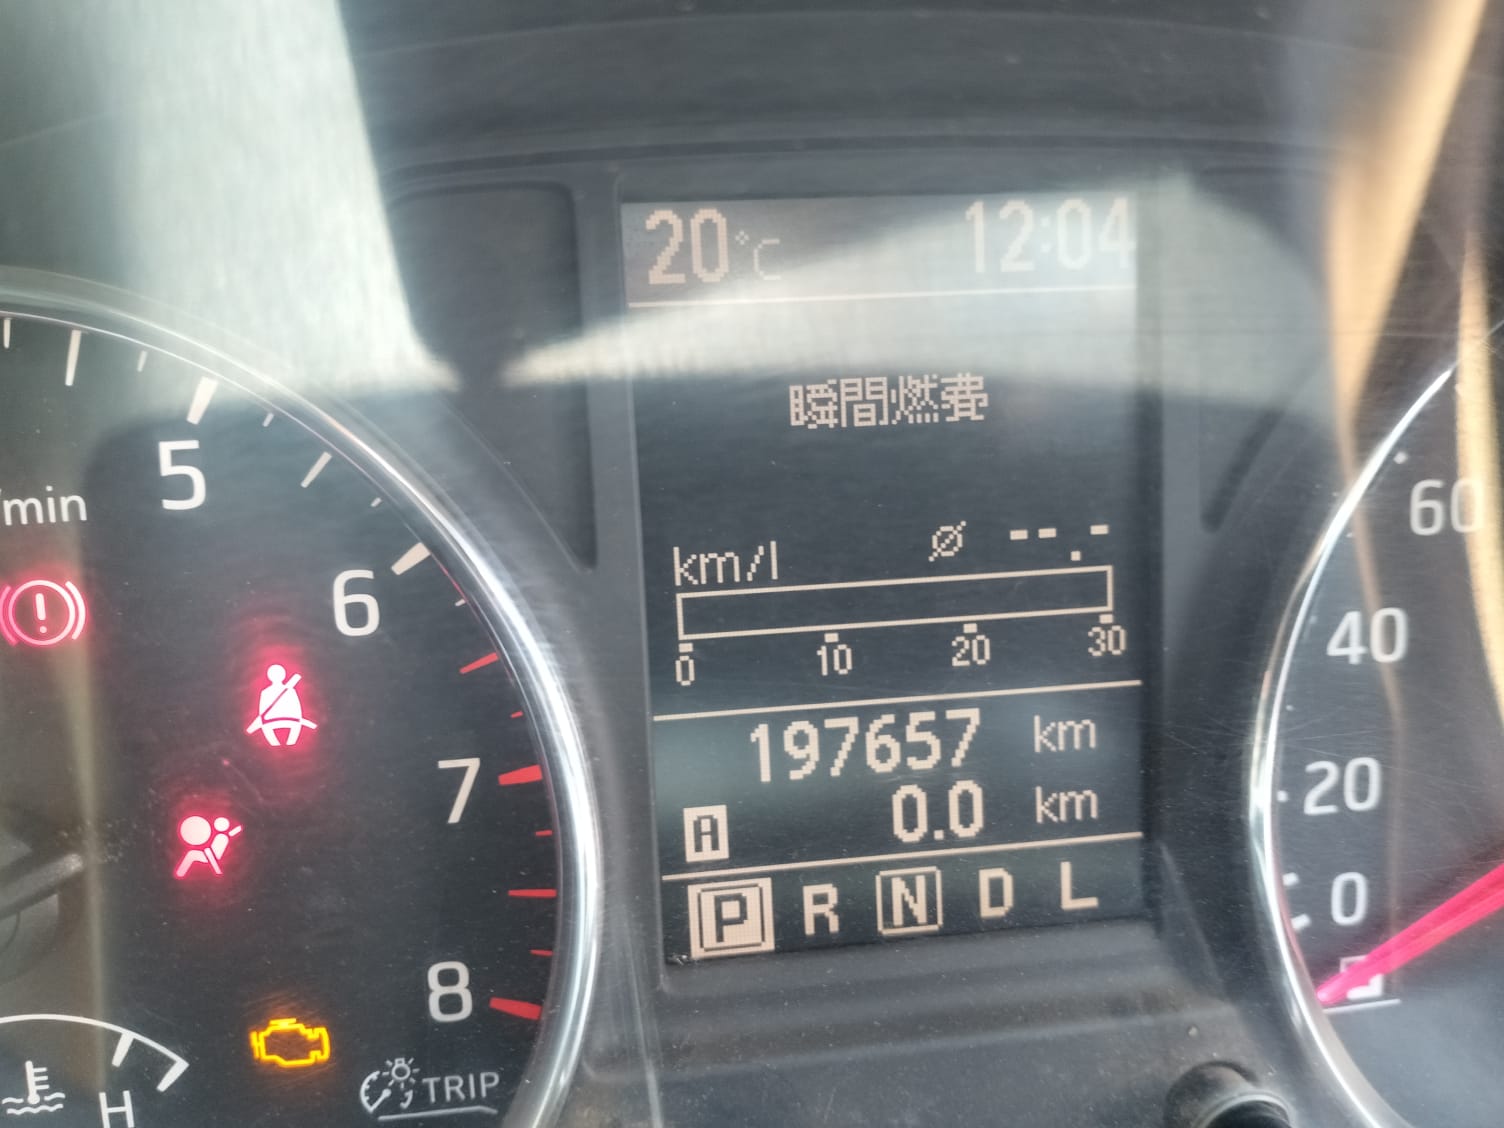 20°C 12:04
瞬間燃費
km/l ∅ --.-
0 10 20 30
197657 km
A 0.0 km
P R N D L
/min
5
6
7
8
H
TRIP
60
40
20
0